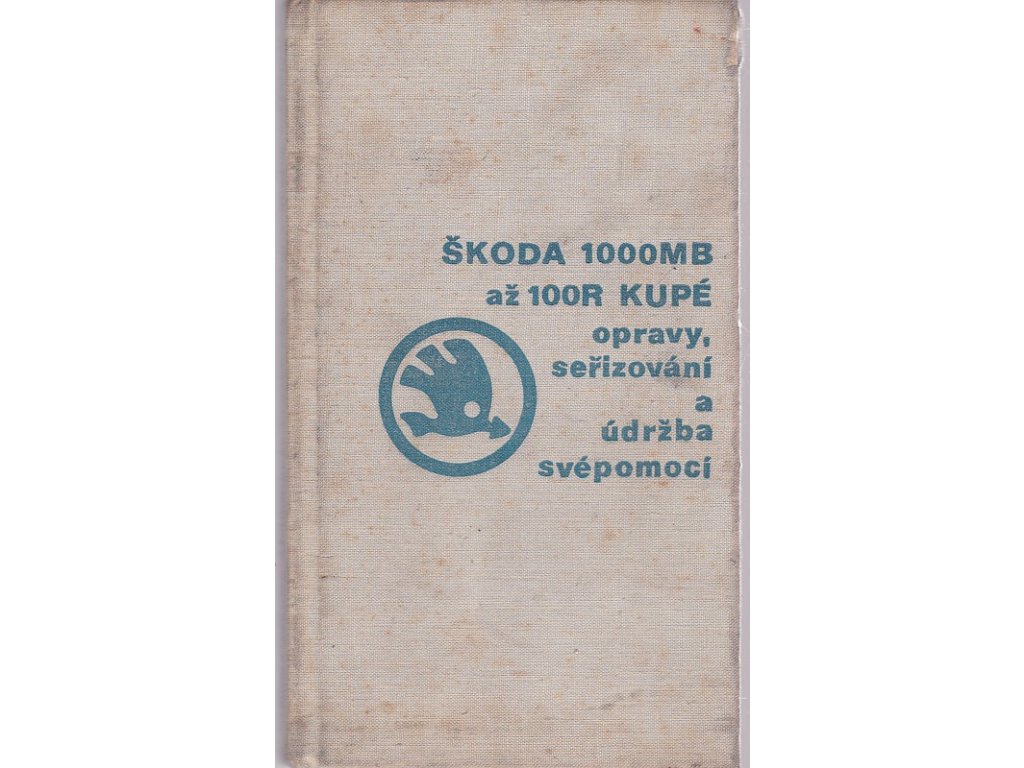 ŠKODA 1000MB
až 100R KUPÉ
opravy,
seřizování
a
údržba
svépomocí